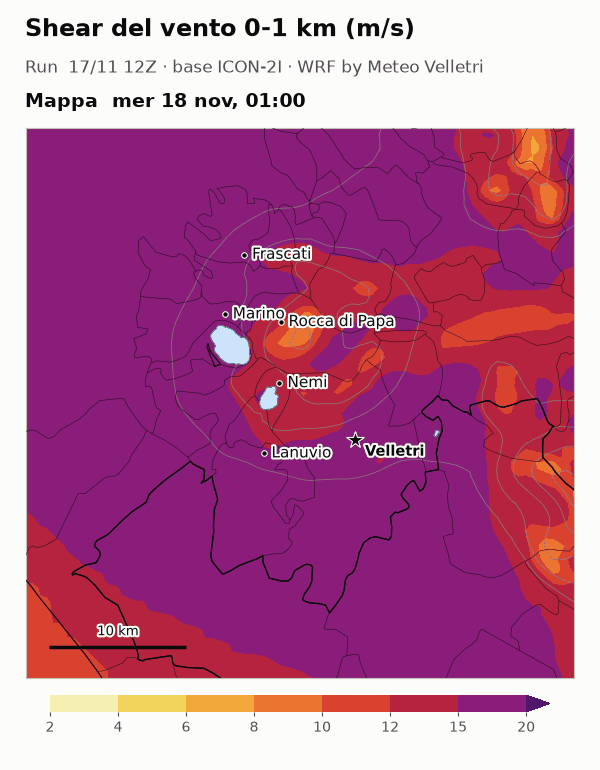 Shear del vento 0-1 km (m/s)
Run  17/11 12Z · base ICON-2I · WRF by Meteo Velletri
Mappa  mer 18 nov, 01:00
Frascati
Marino
Rocca di Papa
Nemi
Velletri
Lanuvio
10 km
2 4 6 8 10 12 15 20